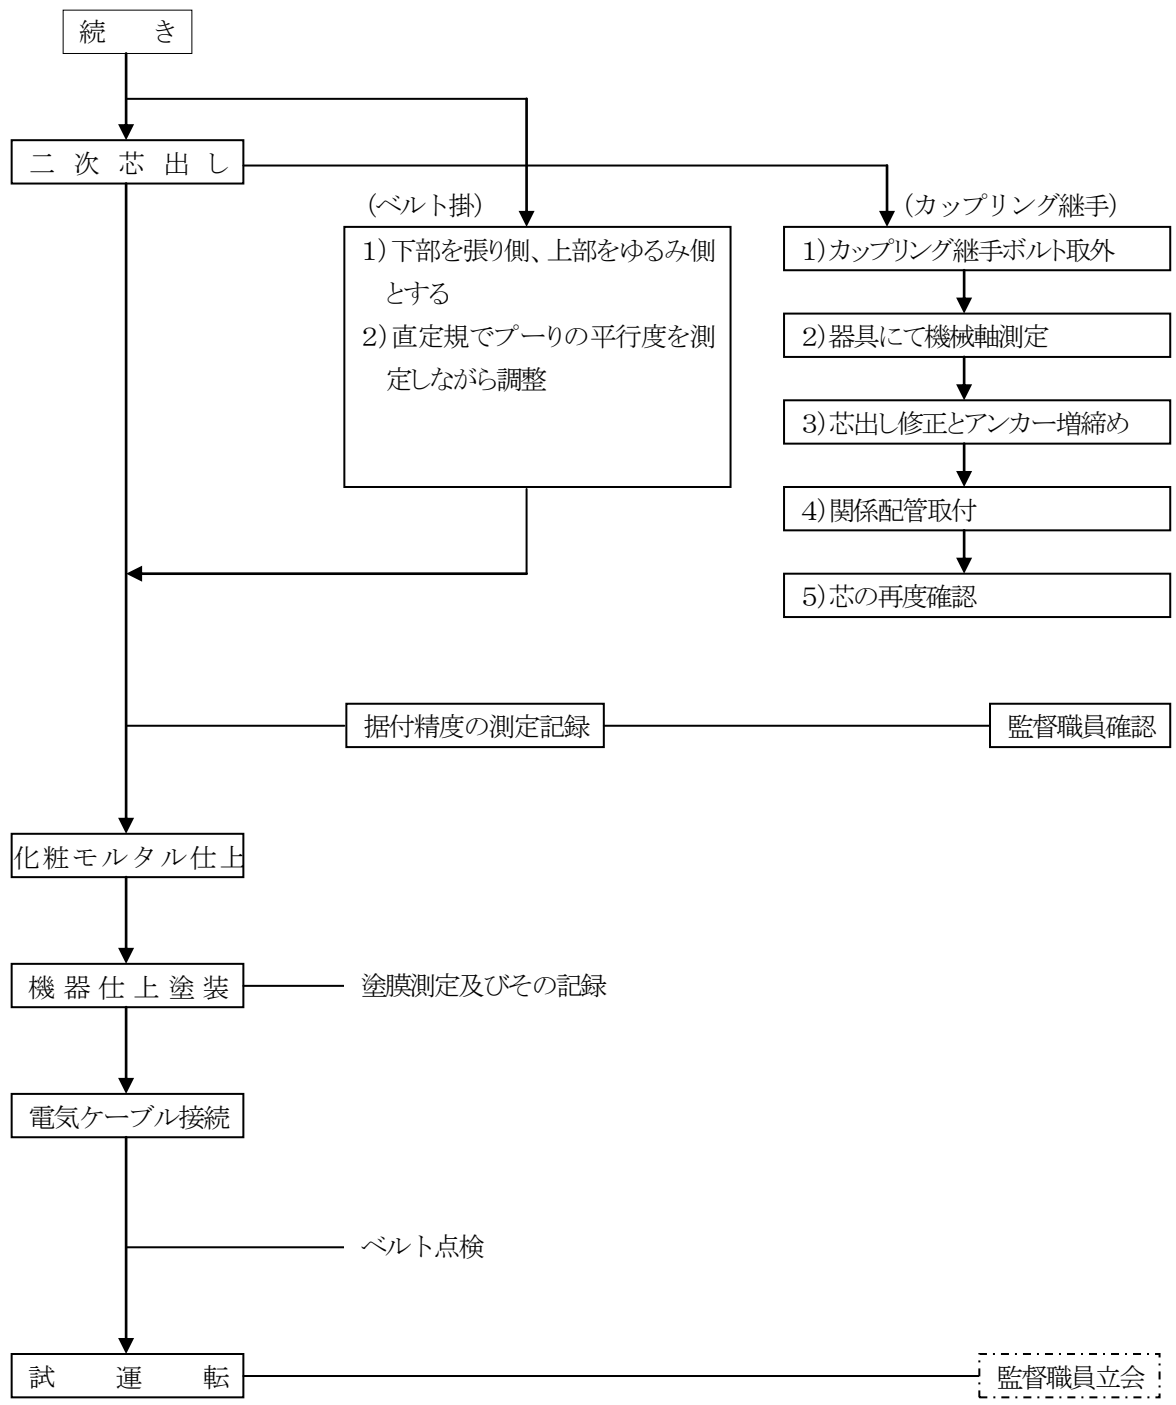 続き
二次芯出し
(ベルト掛)
1)下部を張り側、上部をゆるみ側
とする
2)直定規でプーりの平行度を測
定しながら調整
(カップリング継手)
1)カップリング継手ボルト取外
2)器具にて機械軸測定
3)芯出し修正とアンカー増締め
4)関係配管取付
5)芯の再度確認
据付精度の測定記録
監督職員確認
化粧モルタル仕上
機器仕上塗装
塗膜測定及びその記録
電気ケーブル接続
ベルト点検
試運転
監督職員立会